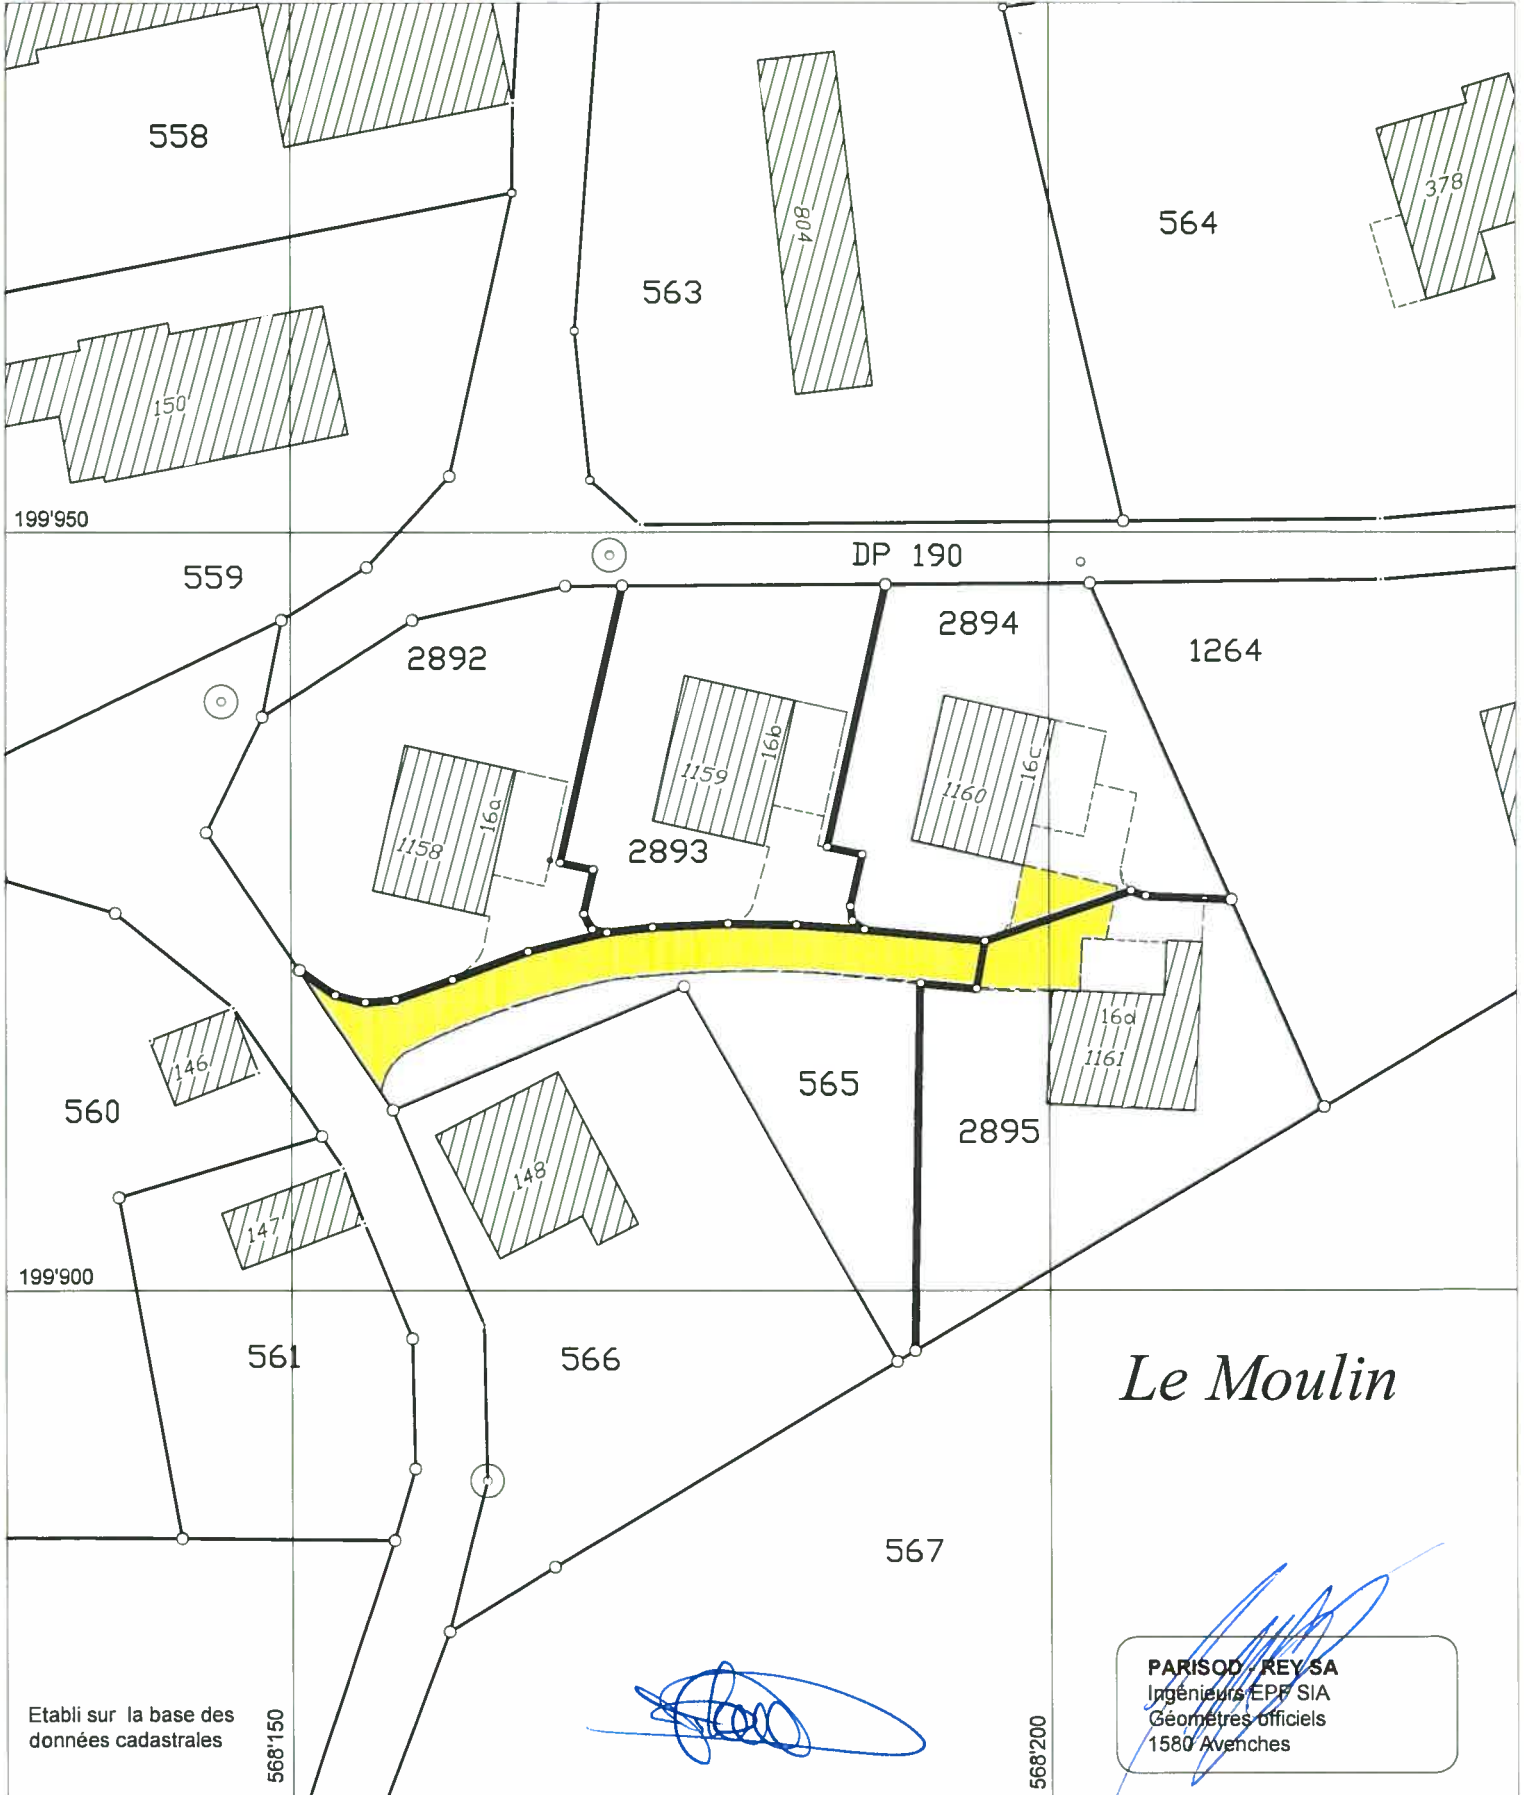 558
804
378
564
563
150
199'950
DP 190
559
2894
2892
1264
16b
1159
16c
1160
16a
1158
2893
16d
1161
146
565
560
2895
148
147
199'900
561
566
Le Moulin
567
PARISOD - REY SA
Ingénieurs EPF SIA
Géomètres officiels
1580 Avenches
Etabli sur la base des
données cadastrales
568'150
568'200